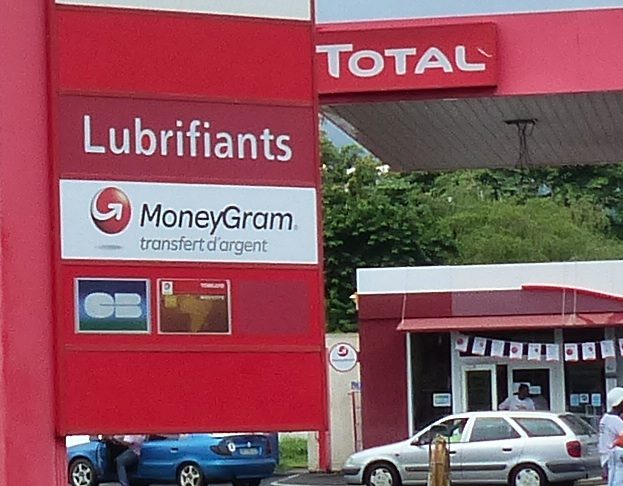 TOTAL
Lubrifiants
MoneyGram
transfert d'argent
CB